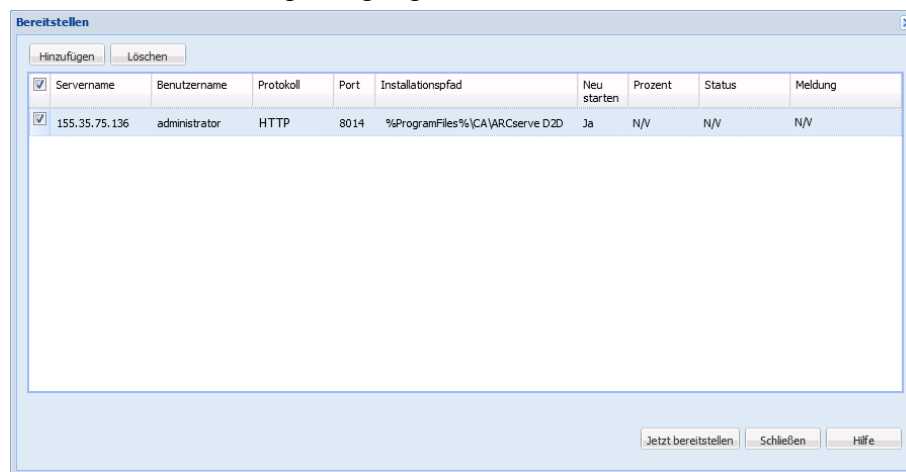 Bereitstellen
Hinzufügen Löschen
Servername Benutzername Protokoll Port Installationspfad Neu starten Prozent Status Meldung
155.35.75.136 administrator HTTP 8014 %ProgramFiles%\CA\ARCserve D2D Ja N/V N/V N/V
Jetzt bereitstellen Schließen Hilfe